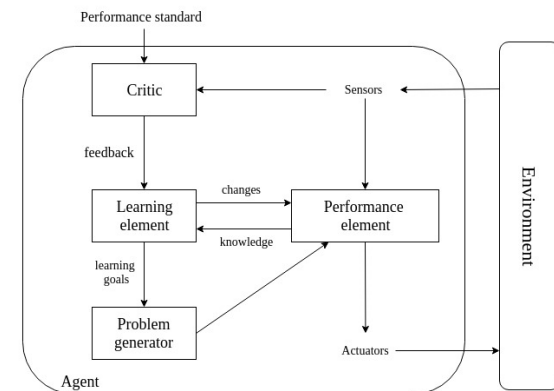 Performance standard
Critic
Sensors
feedback
changes
Learning
element
Performance
element
knowledge
learning
goals
Problem
generator
Actuators
Agent
Environment